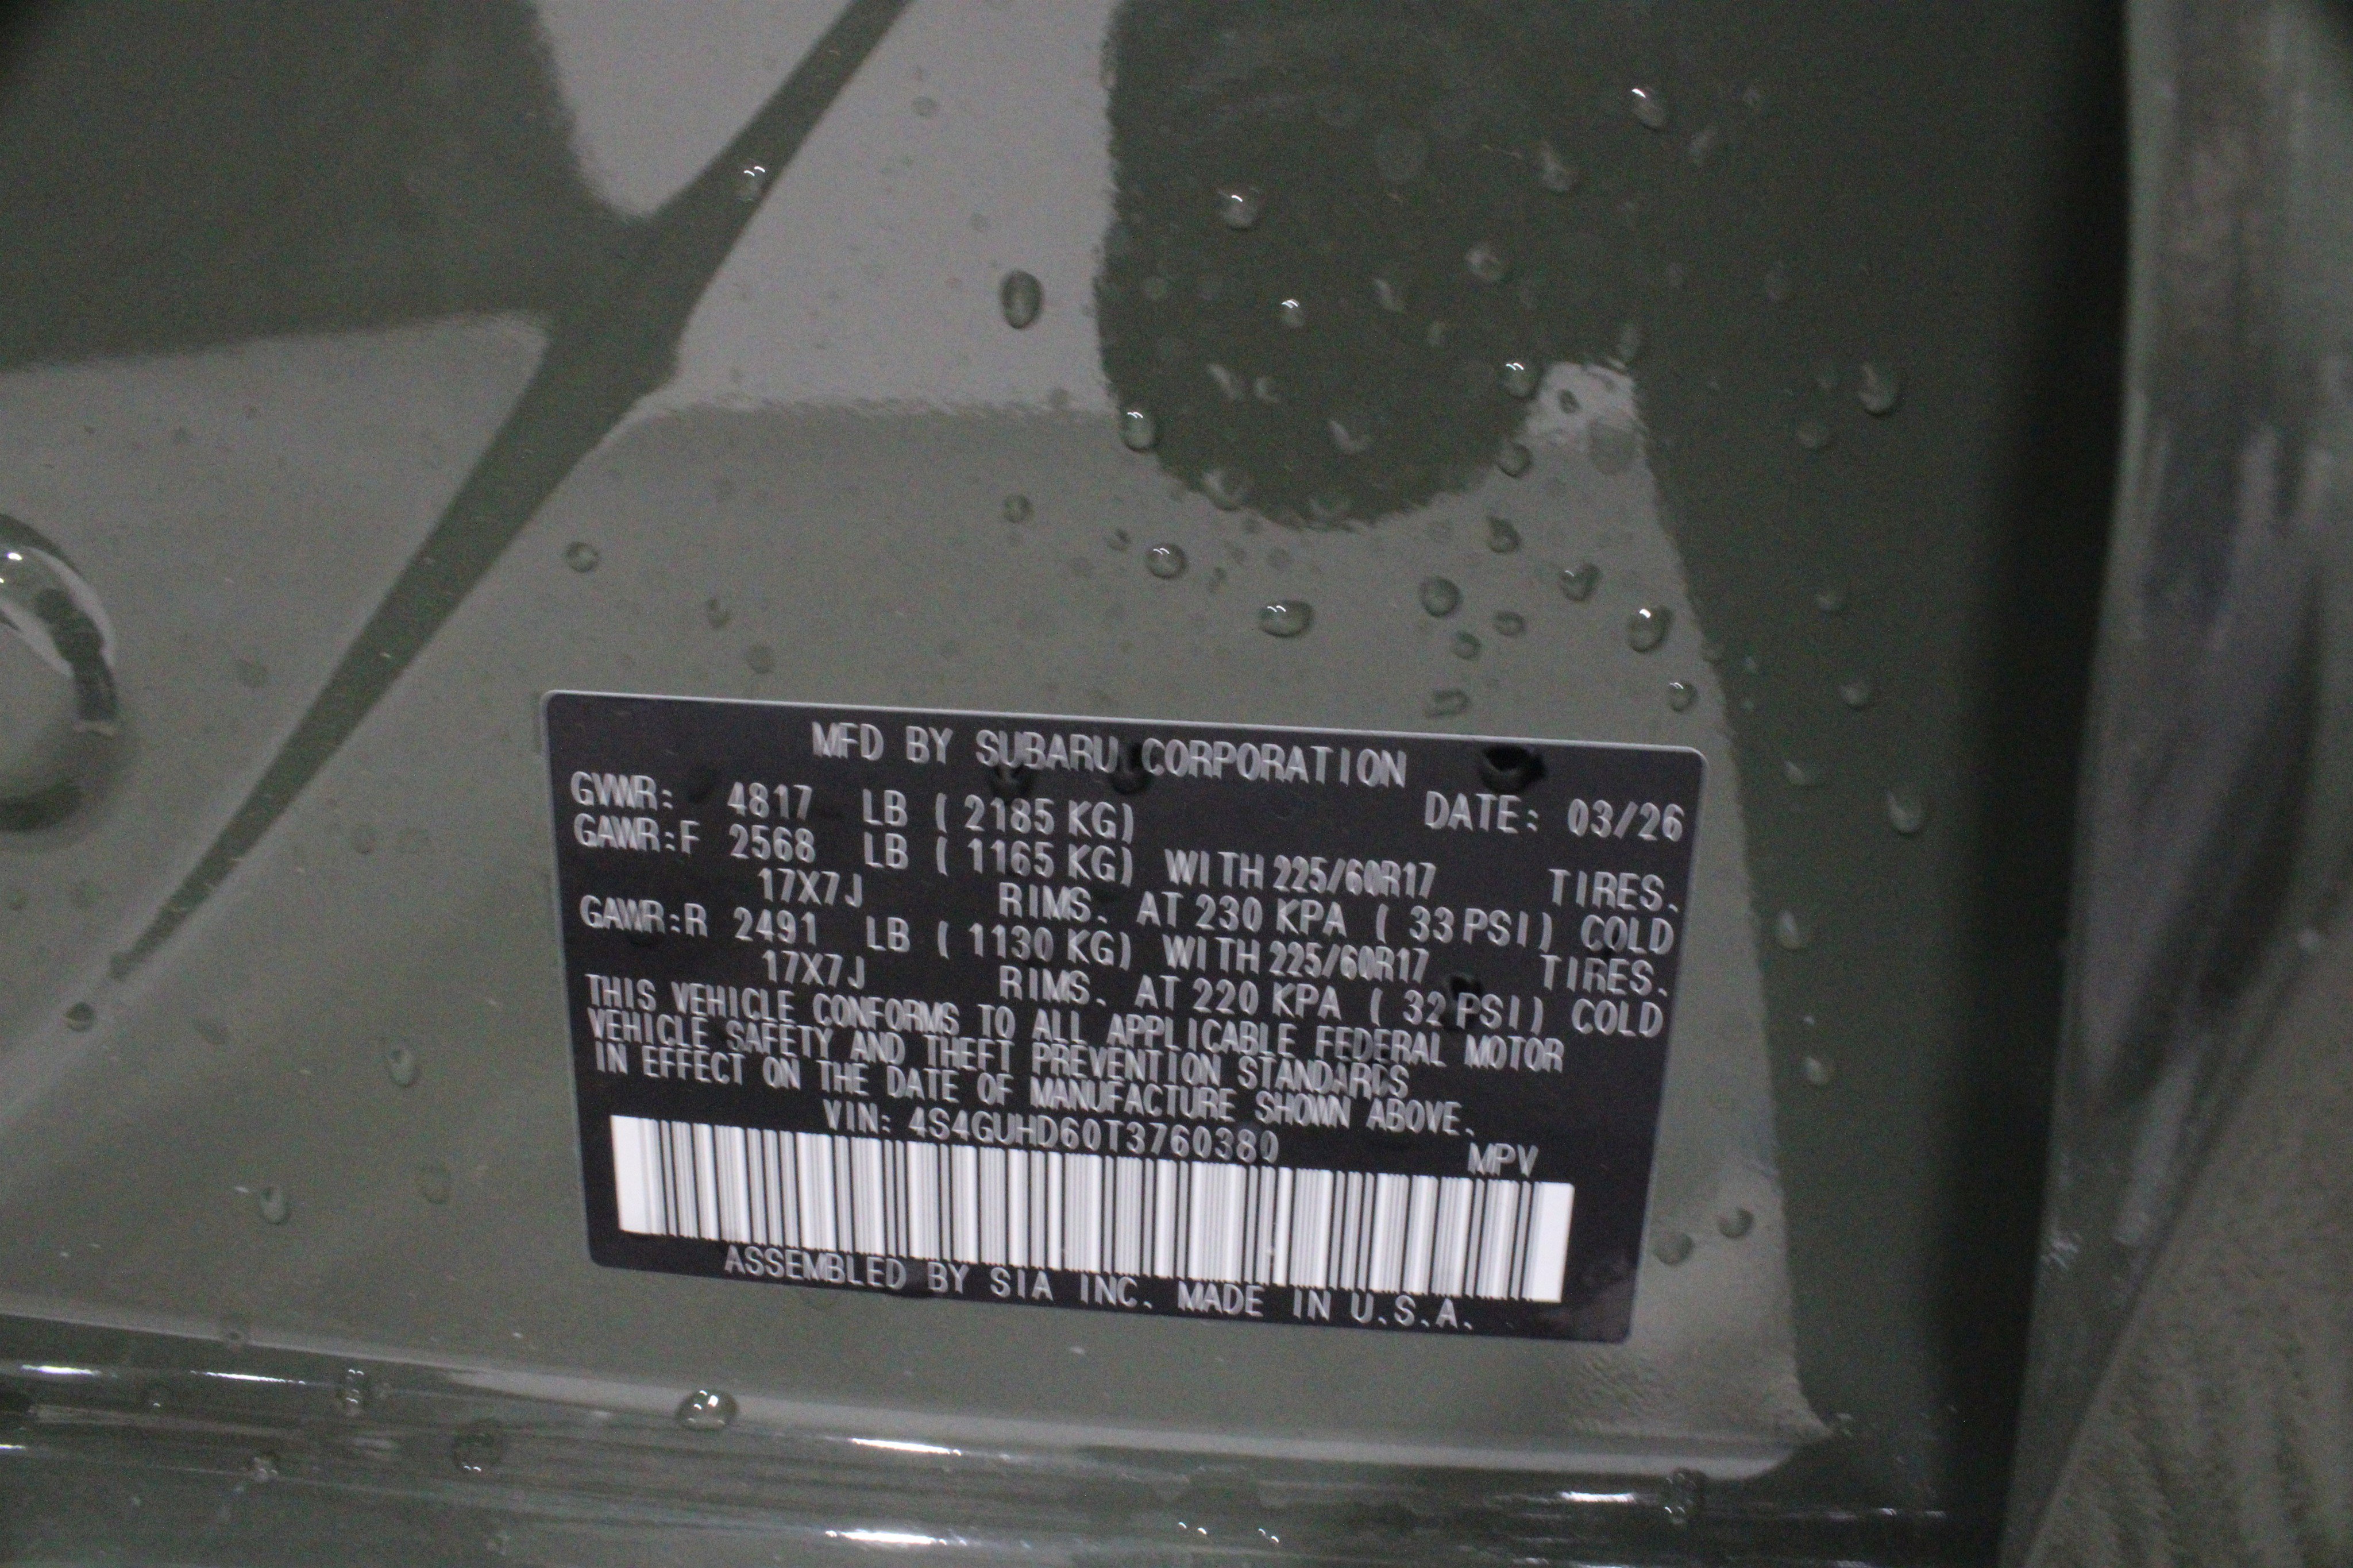 MFD BY SUBARU CORPORATION
GVWR: 4817 LB ( 2185 KG) DATE: 03/26
GAWR:F 2568 LB ( 1165 KG) WITH 225/60R17 TIRES.
17X7J RIMS. AT 230 KPA ( 33 PSI) COLD
GAWR:R 2491 LB ( 1130 KG) WITH 225/60R17 TIRES.
17X7J RIMS. AT 220 KPA ( 32 PSI) COLD
THIS VEHICLE CONFORMS TO ALL APPLICABLE FEDERAL MOTOR
VEHICLE SAFETY AND THEFT PREVENTION STANDARDS
IN EFFECT ON THE DATE OF MANUFACTURE SHOWN ABOVE.
VIN: 4S4GUHD60T3760380 MPV
ASSEMBLED BY SIA INC. MADE IN U.S.A.